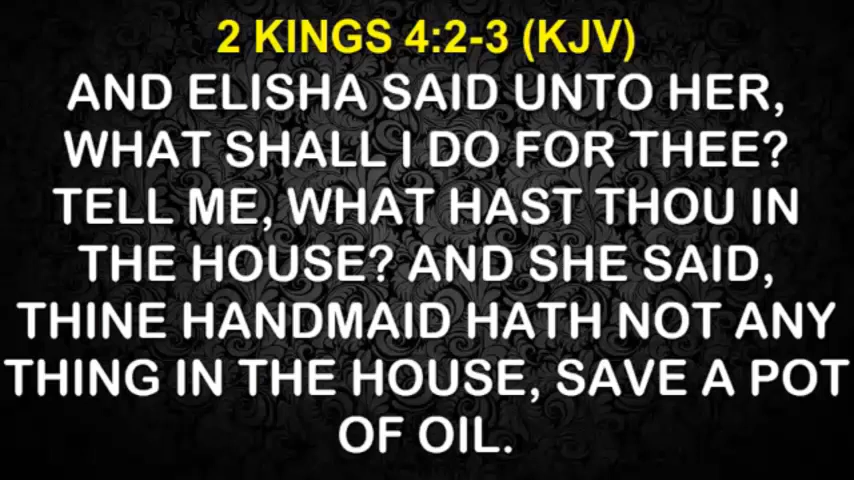 2 KINGS 4:2-3 (KJV)
AND ELISHA SAID UNTO HER,
WHAT SHALL I DO FOR THEE?
TELL ME, WHAT HAST THOU IN
THE HOUSE? AND SHE SAID,
THINE HANDMAID HATH NOT ANY
THING IN THE HOUSE, SAVE A POT
OF OIL.